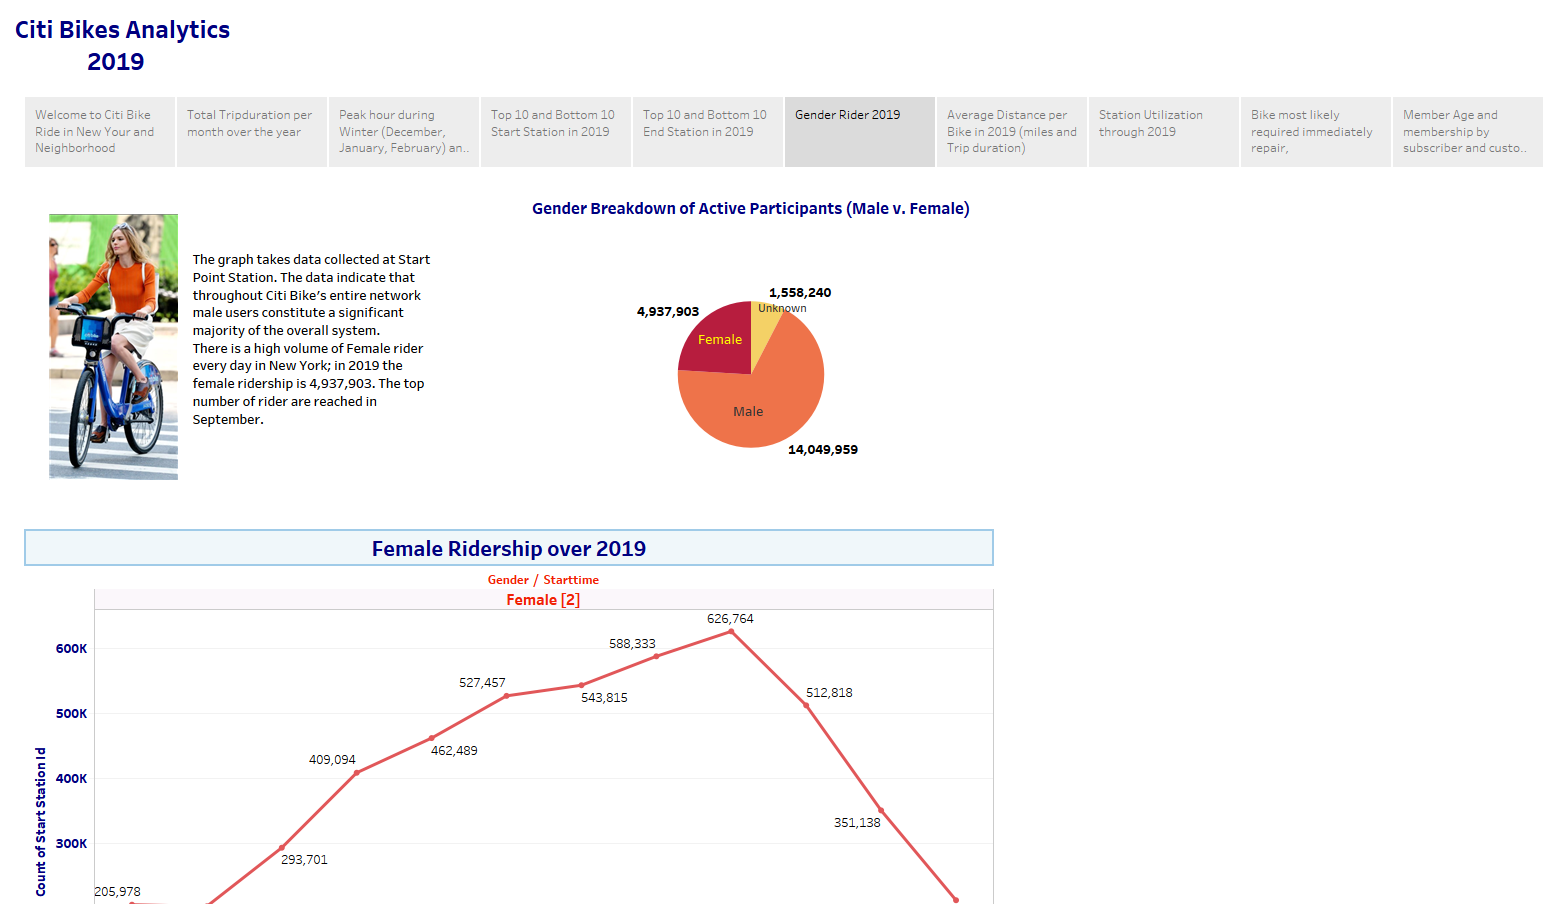 Citi Bikes Analytics
2019
Welcome to Citi Bike
Ride in New Your and
Neighborhood
Total Tripduration per
month over the year
Peak hour during
Winter (December,
January, February) an..
Top 10 and Bottom 10
Start Station in 2019
Top 10 and Bottom 10
End Station in 2019
Gender Rider 2019
Average Distance per
Bike in 2019 (miles and
Trip duration)
Station Utilization
through 2019
Bike most likely
required immediately
repair,
Member Age and
membership by
subscriber and custo..
Gender Breakdown of Active Participants (Male v. Female)
The graph takes data collected at Start
Point Station. The data indicate that
throughout Citi Bike’s entire network
male users constitute a significant
majority of the overall system.
There is a high volume of Female rider
every day in New York; in 2019 the
female ridership is 4,937,903. The top
number of rider are reached in
September.
1,558,240
Unknown
4,937,903
Female
Male
14,049,959
Female Ridership over 2019
Gender / Starttime
Female [2]
Count of Start Station Id
600K
500K
400K
300K
205,978
293,701
409,094
462,489
527,457
543,815
588,333
626,764
512,818
351,138